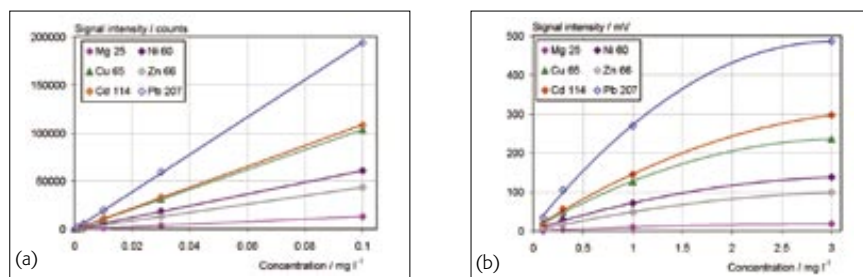 Signal intensity / counts
200000
150000
100000
50000
0
Mg 25
Ni 60
Cu 65
Zn 66
Cd 114
Pb 207
0
0.02
0.04
0.06
0.08
0.1
Concentration / mg l⁻¹
(a)
Signal intensity / mV
500
400
300
200
100
0
Mg 25
Ni 60
Cu 65
Zn 66
Cd 114
Pb 207
0
0.5
1
1.5
2
2.5
3
Concentration / mg l⁻¹
(b)